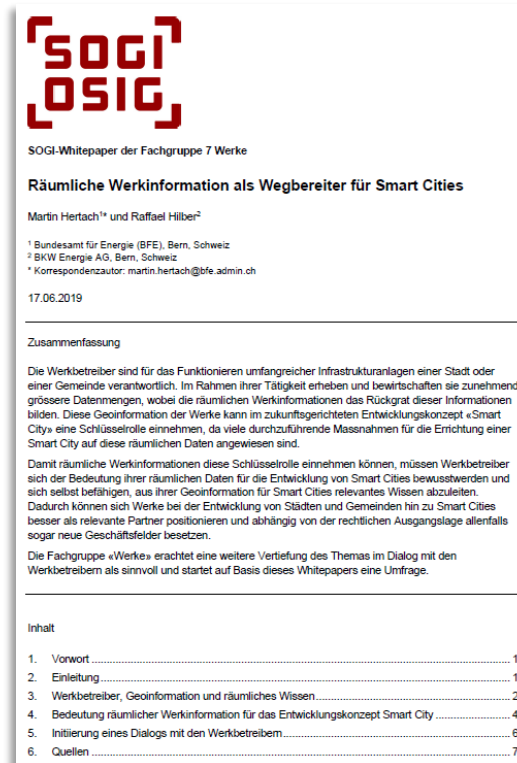 SOGI
OSIG
SOGI-Whitepaper der Fachgruppe 7 Werke
Räumliche Werkinformation als Wegbereiter für Smart Cities
Martin Hertach¹* und Raffael Hilber²
¹ Bundesamt für Energie (BFE), Bern, Schweiz
² BKW Energie AG, Bern, Schweiz
* Korrespondenzautor: martin.hertach@bfe.admin.ch
17.06.2019
Zusammenfassung
Die Werkbetreiber sind für das Funktionieren umfangreicher Infrastrukturanlagen einer Stadt oder
einer Gemeinde verantwortlich. Im Rahmen ihrer Tätigkeit erheben und bewirtschaften sie zunehmend
grössere Datenmengen, wobei die räumlichen Werkinformationen das Rückgrat dieser Informationen
bilden. Diese Geoinformation der Werke kann im zukunftsgerichteten Entwicklungskonzept «Smart
City» eine Schlüsselrolle einnehmen, da viele durchzuführende Massnahmen für die Errichtung einer
Smart City auf diese räumlichen Daten angewiesen sind.
Damit räumliche Werkinformationen diese Schlüsselrolle einnehmen können, müssen Werkbetreiber
sich der Bedeutung ihrer räumlichen Daten für die Entwicklung von Smart Cities bewusstwerden und
sich selbst befähigen, aus ihrer Geoinformation für Smart Cities relevantes Wissen abzuleiten.
Dadurch können sich Werke bei der Entwicklung von Städten und Gemeinden hin zu Smart Cities
besser als relevante Partner positionieren und abhängig von der rechtlichen Ausgangslage allenfalls
sogar neue Geschäftsfelder besetzen.
Die Fachgruppe «Werke» erachtet eine weitere Vertiefung des Themas im Dialog mit den
Werkbetreibern als sinnvoll und startet auf Basis dieses Whitepapers eine Umfrage.
Inhalt
1. Vorwort ... 1
2. Einleitung ... 1
3. Werkbetreiber, Geoinformation und räumliches Wissen ... 2
4. Bedeutung räumlicher Werkinformation für das Entwicklungskonzept Smart City ... 4
5. Initiierung eines Dialogs mit den Werkbetreibern ... 6
6. Quellen ... 7